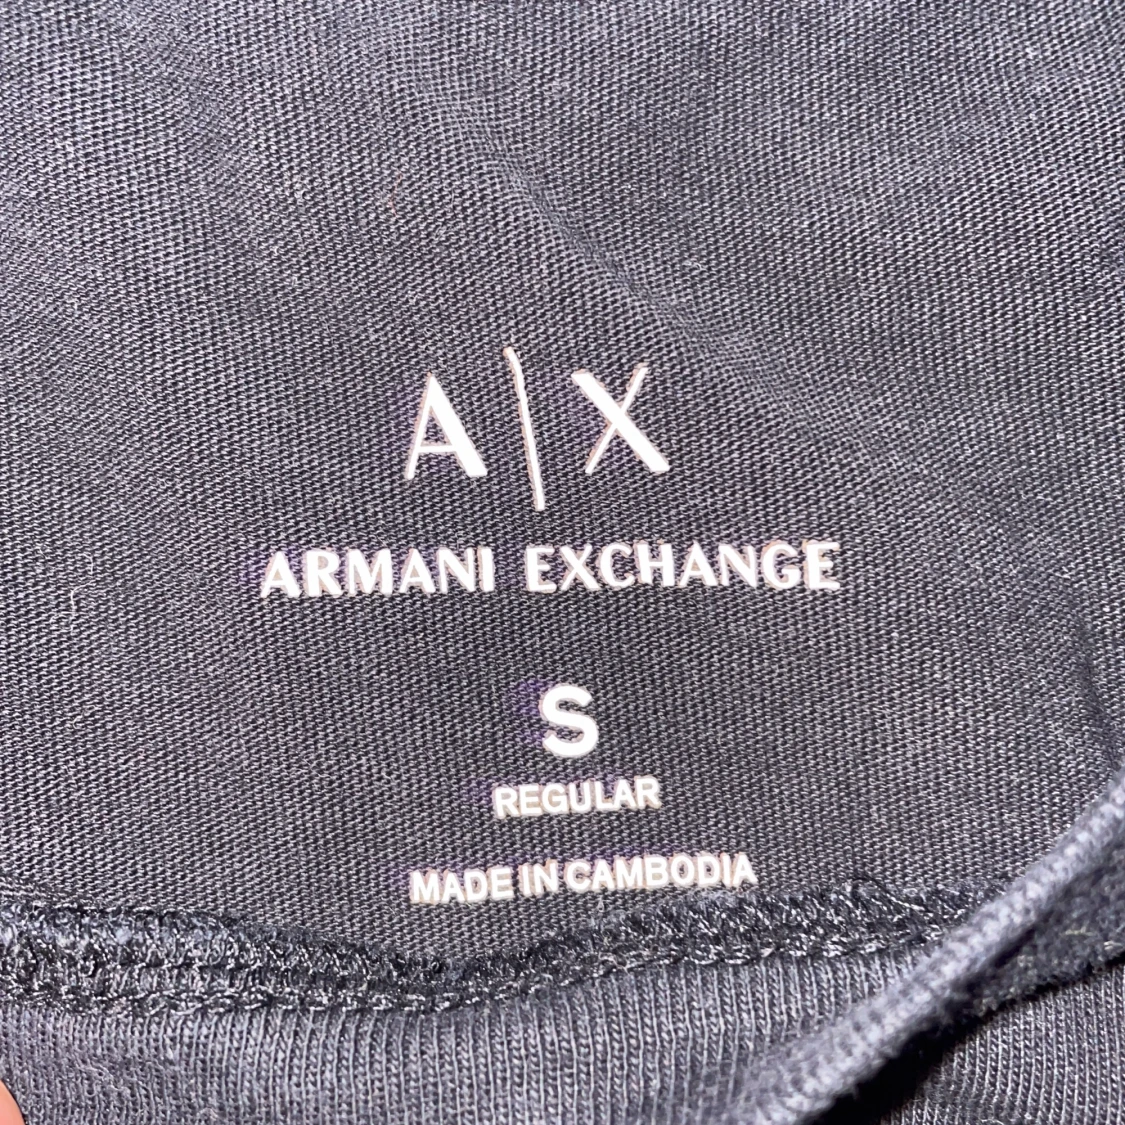 A|X
ARMANI EXCHANGE
S
REGULAR
MADE IN CAMBODIA